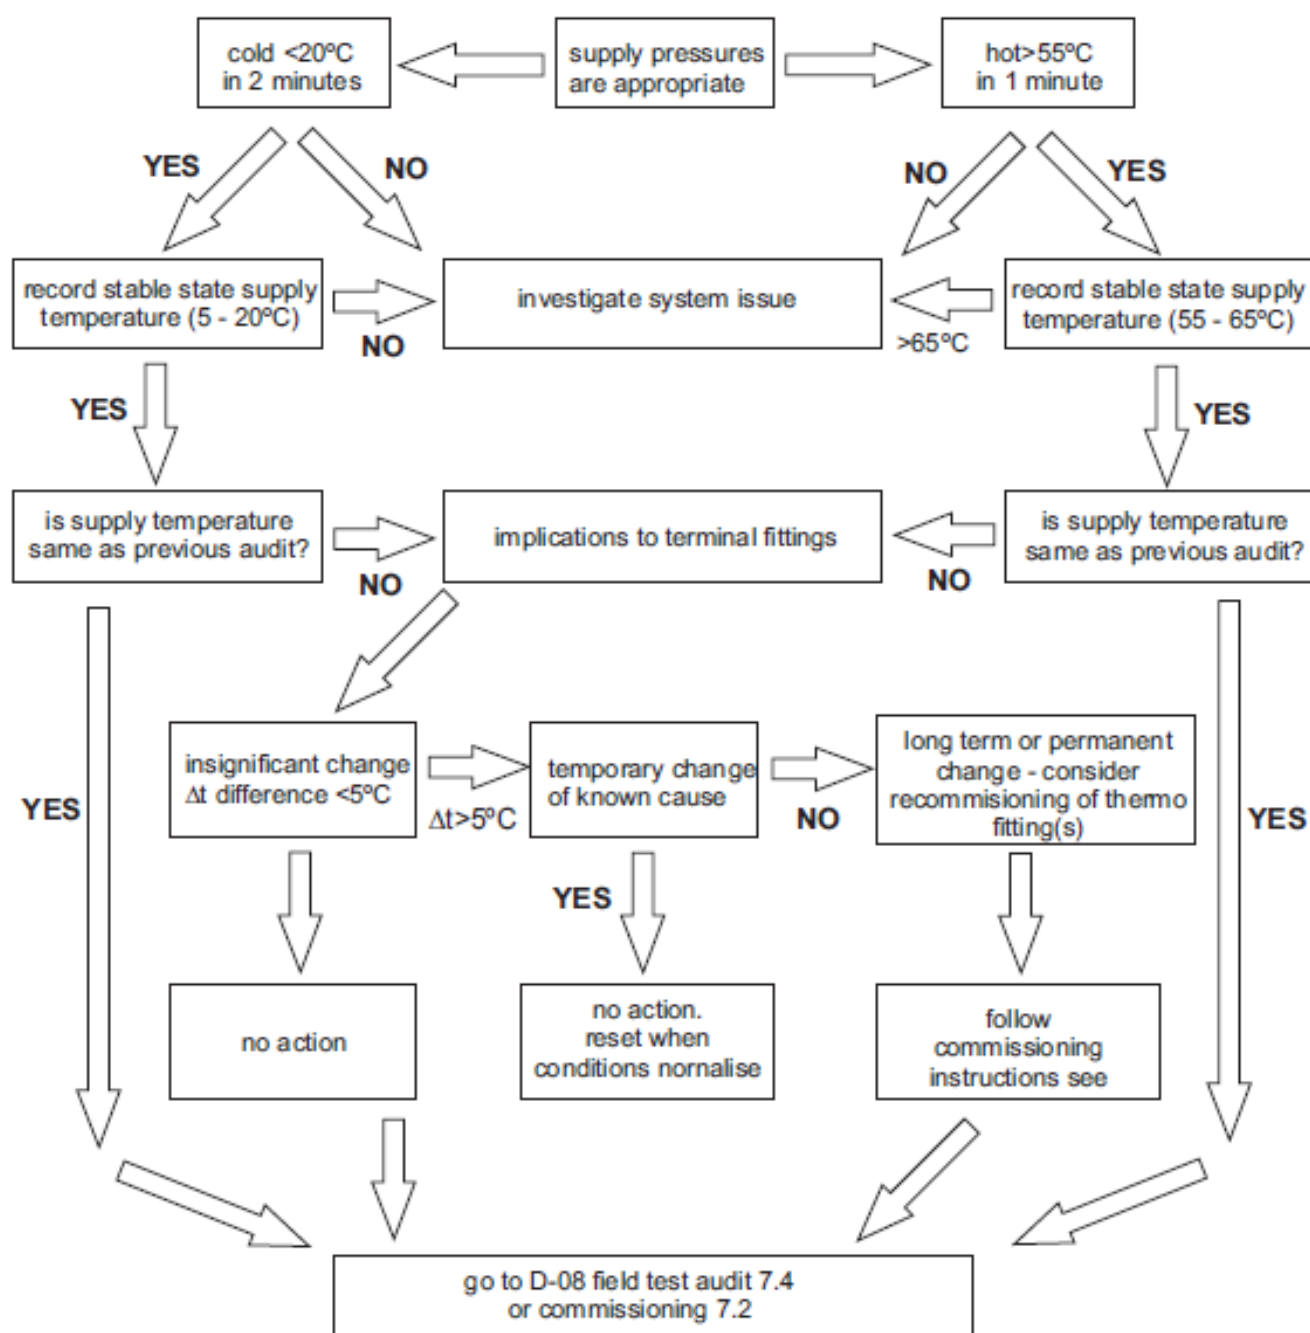 cold <20ºC
in 2 minutes
supply pressures
are appropriate
hot>55ºC
in 1 minute
YES
NO
NO
YES
record stable state supply
temperature (5 - 20ºC)
NO
investigate system issue
>65ºC
record stable state supply
temperature (55 - 65ºC)
YES
YES
is supply temperature
same as previous audit?
NO
implications to terminal fittings
NO
is supply temperature
same as previous audit?
YES
insignificant change
Δt difference <5ºC
Δt>5ºC
temporary change
of known cause
NO
long term or permanent
change - consider
recommisioning of thermo
fitting(s)
YES
YES
no action
no action.
reset when
conditions nornalise
follow
commissioning
instructions see
go to D-08 field test audit 7.4
or commissioning 7.2